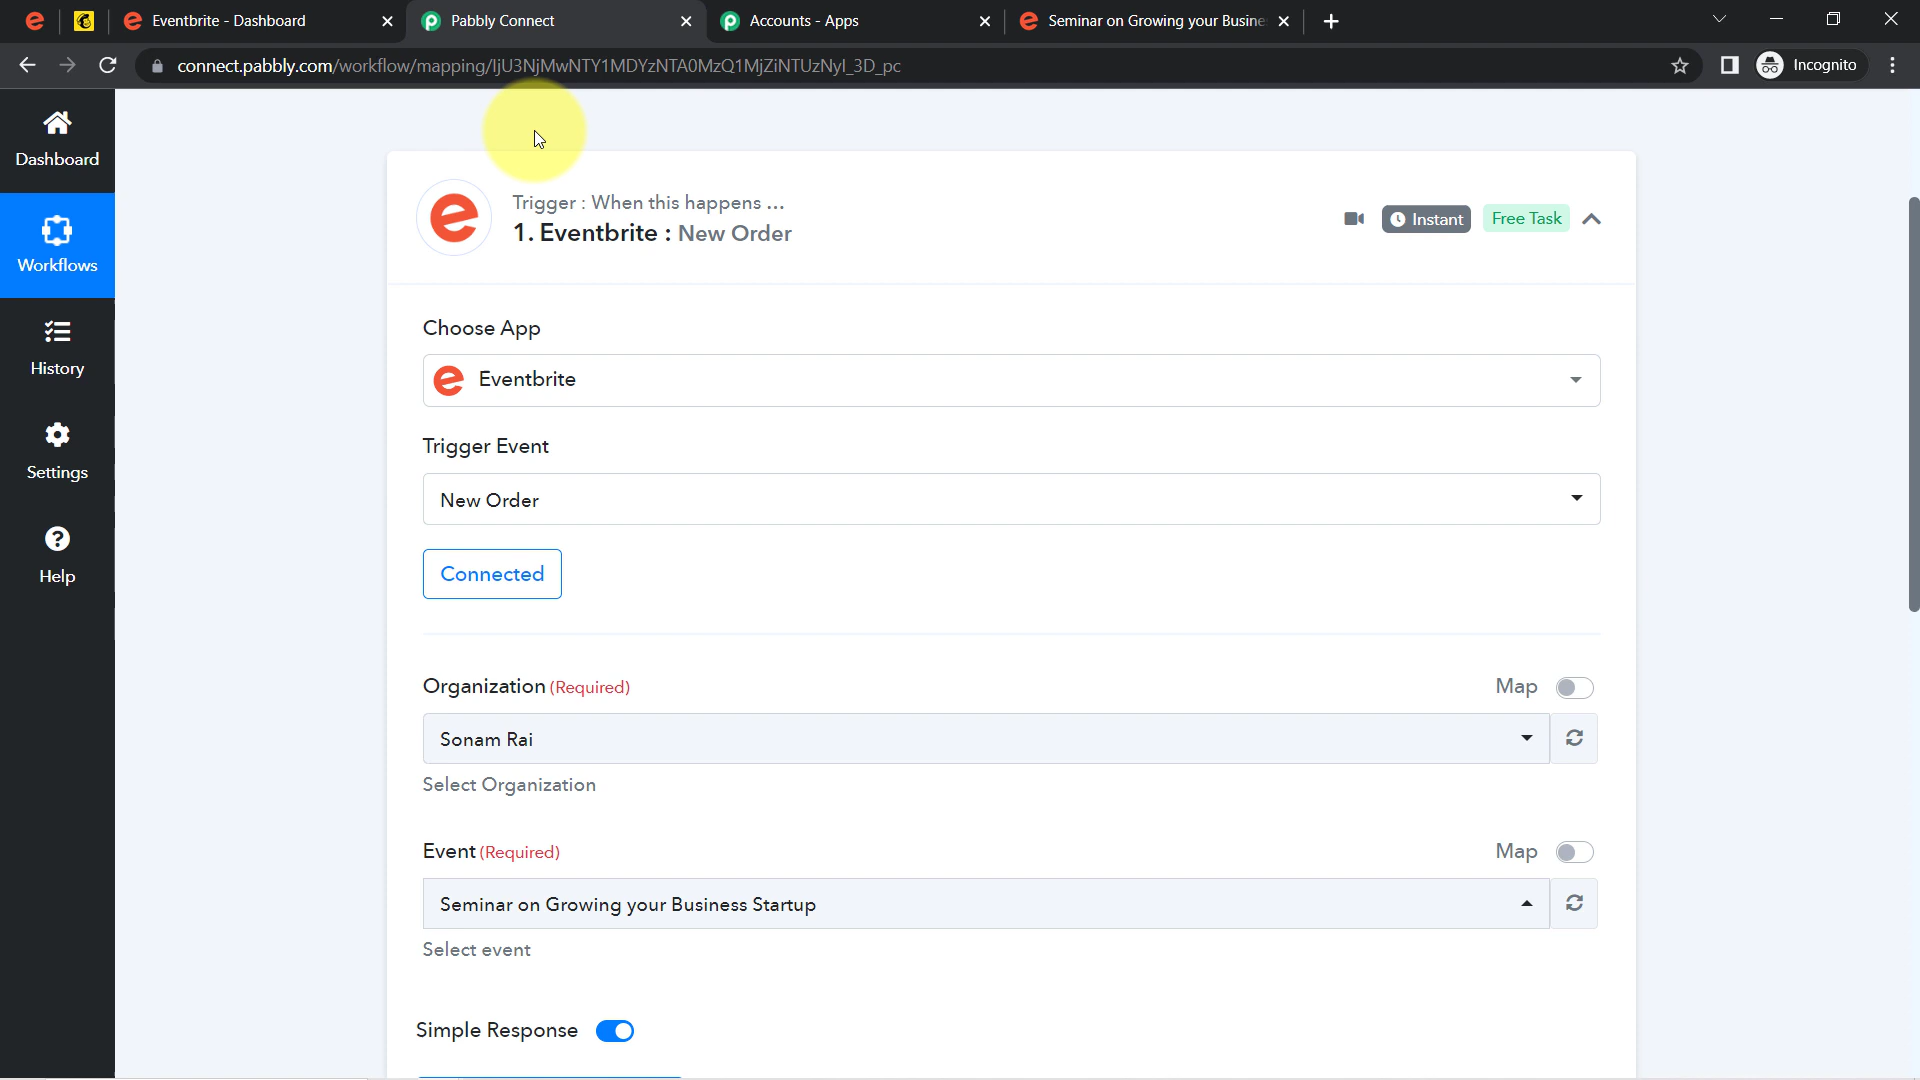 Eventbrite - Dashboard
Pabbly Connect
Accounts - Apps
Seminar on Growing your Busine
connect.pabbly.com/workflow/mapping/IjU3NjMwNTY1MDYzNTA0MzQ1MjZiNTUzNyI_3D_pc
Incognito
Dashboard
Workflows
History
Settings
Help
Trigger : When this happens ...
1. Eventbrite : New Order
Instant
Free Task
Choose App
Eventbrite
Trigger Event
New Order
Connected
Organization (Required)
Map
Sonam Rai
Select Organization
Event (Required)
Map
Seminar on Growing your Business Startup
Select event
Simple Response